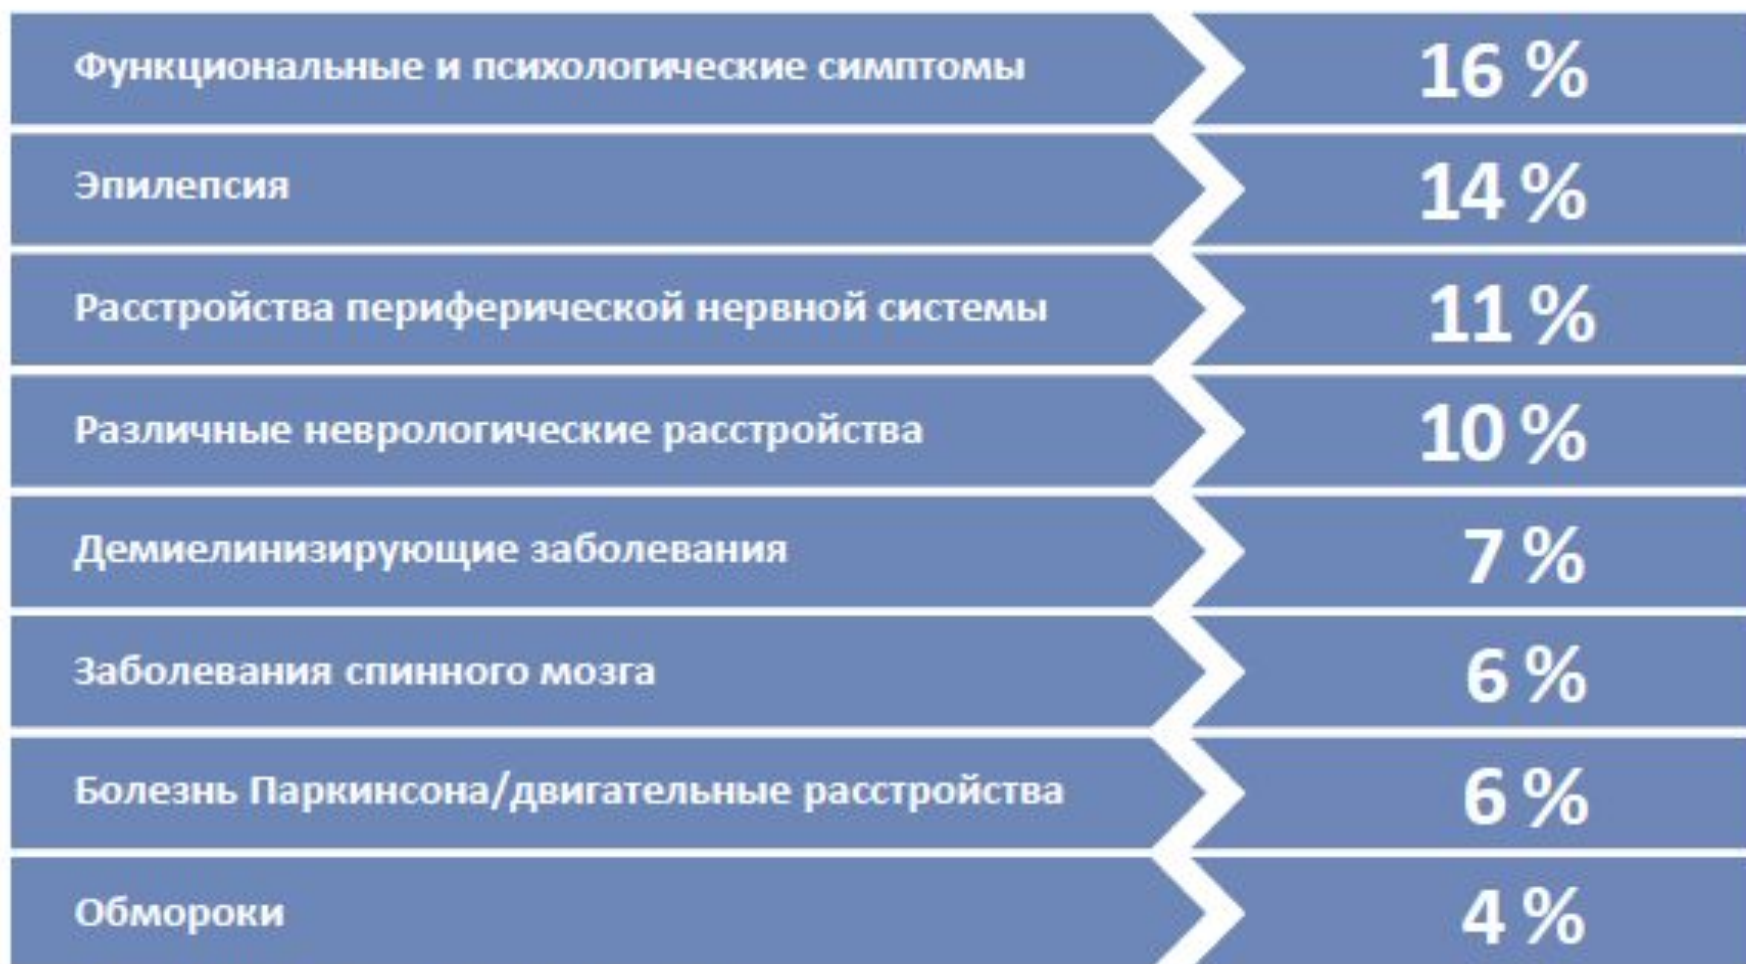 Функциональные и психологические симптомы 16 %
Эпилепсия 14 %
Расстройства периферической нервной системы 11 %
Различные неврологические расстройства 10 %
Демиелинизирующие заболевания 7 %
Заболевания спинного мозга 6 %
Болезнь Паркинсона/двигательные расстройства 6 %
Обмороки 4 %